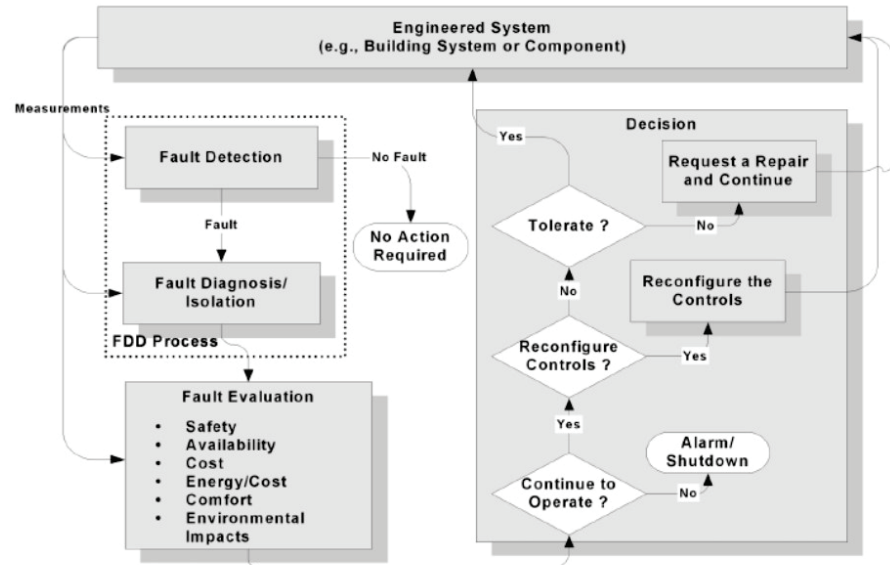 Engineered System
(e.g., Building System or Component)
Measurements
Fault Detection
No Fault
Fault
No Action
Required
Fault Diagnosis/
Isolation
FDD Process
Fault Evaluation
• Safety
• Availability
• Cost
• Energy/Cost
• Comfort
• Environmental
Impacts
Decision
Yes
Request a Repair
and Continue
Tolerate ?
No
No
Reconfigure the
Controls
Reconfigure
Controls ?
Yes
Yes
Alarm/
Shutdown
Continue to
Operate ?
No